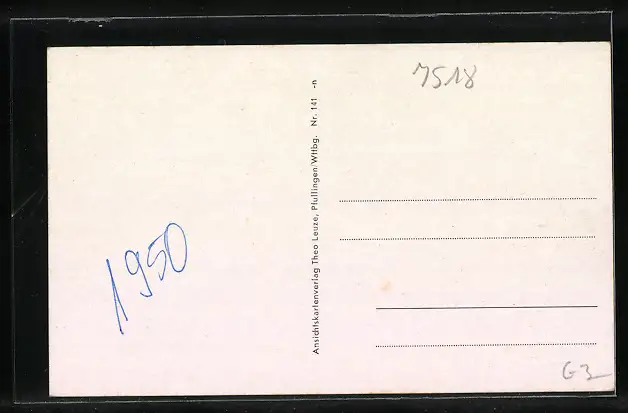 7518
Ansichtskartenverlag Theo Leuze, Pfullingen/Wttbg. Nr. 141 -n
1950
G3